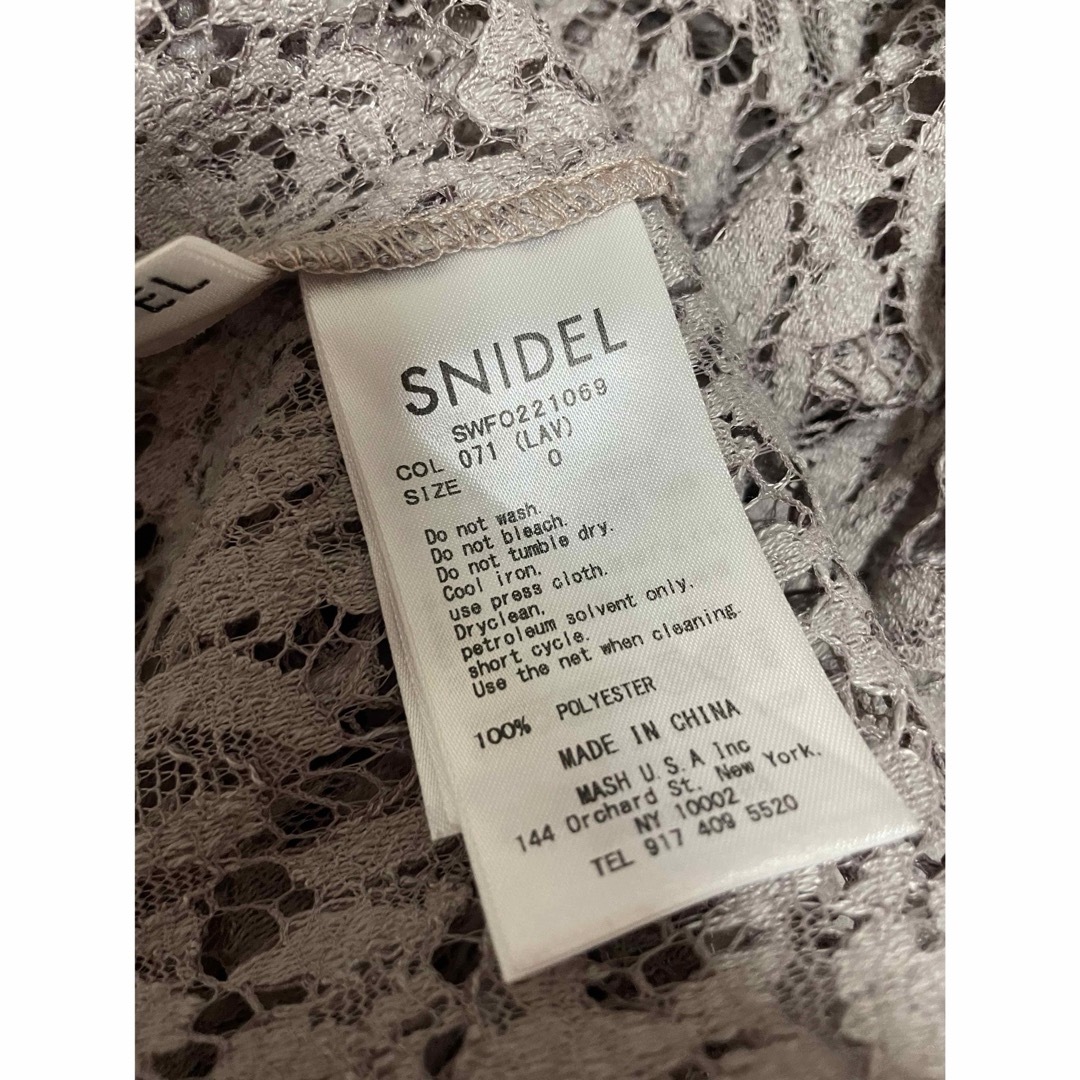 EL
SNIDEL
SWFO221069
COL 071 (LAV)
SIZE 0
Do not wash.
Do not bleach.
Do not tumble dry.
Cool iron.
use press cloth.
Dryclean.
petroleum solvent only.
short cycle.
Use the net when cleaning.
100% POLYESTER
MADE IN CHINA
MASH U.S.A Inc
144 Orchard St. New York.
NY 10002
TEL 917 409 5520